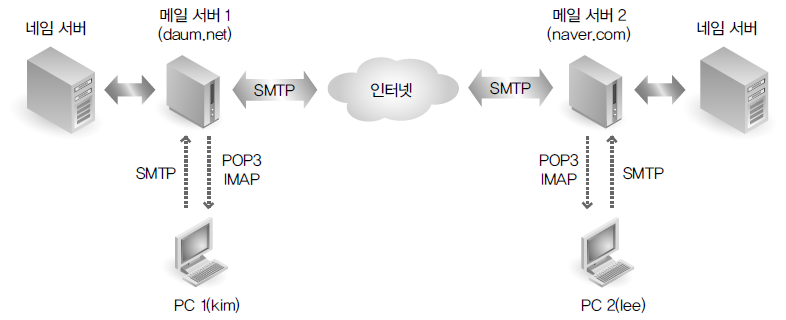 네임 서버
메일 서버 1
(daum.net)
메일 서버 2
(naver.com)
네임 서버
SMTP
인터넷
SMTP
SMTP
POP3
IMAP
POP3
IMAP
SMTP
PC 1(kim)
PC 2(lee)